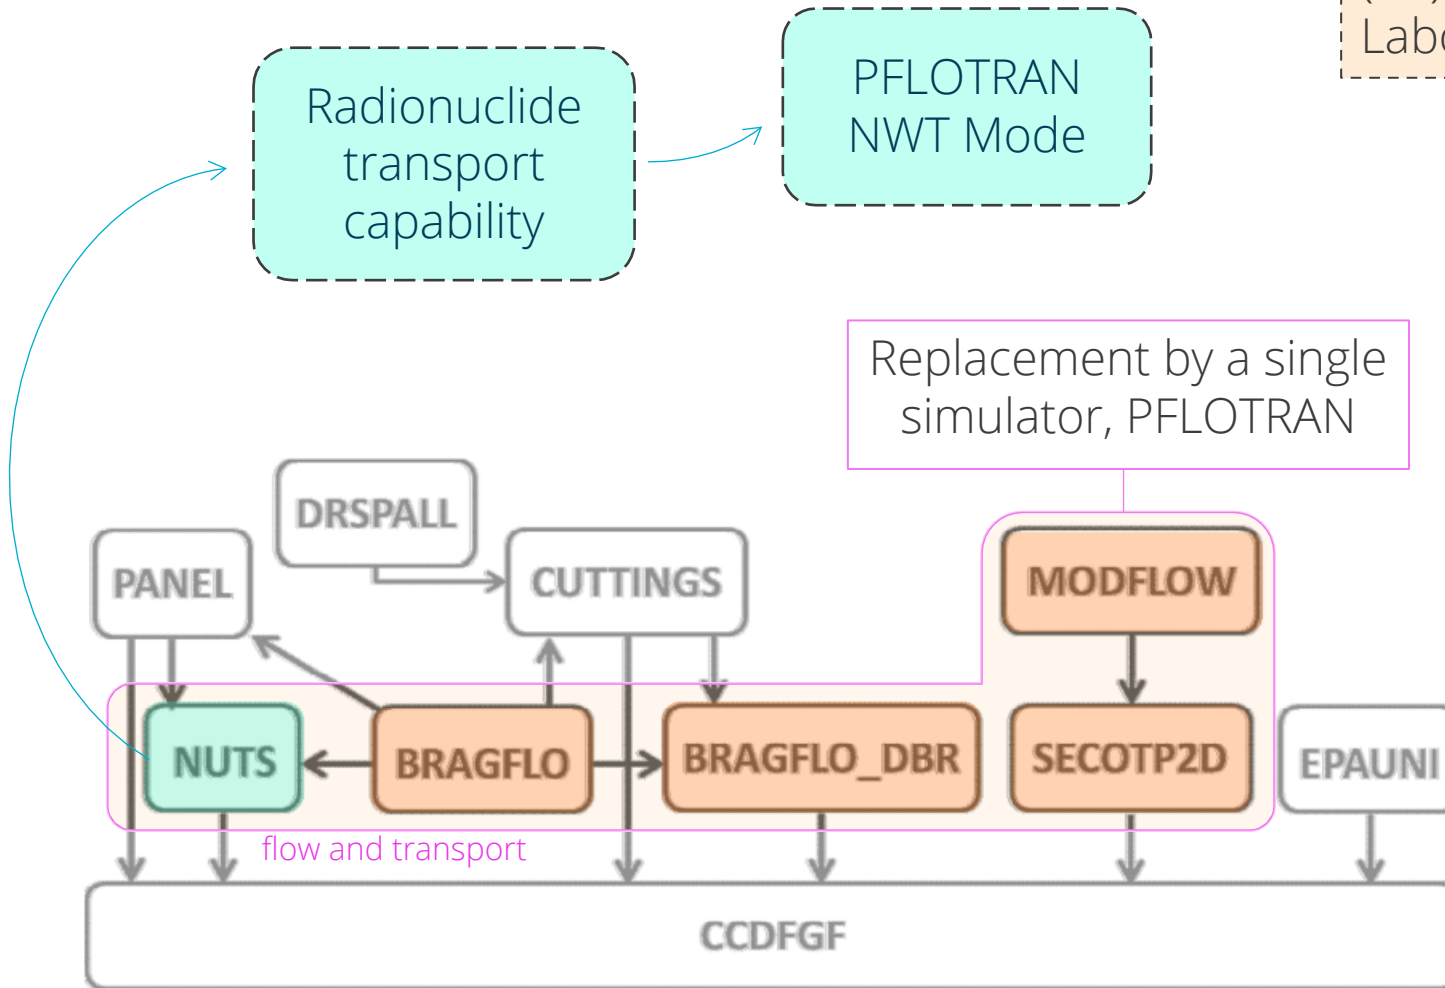 Labo
Radionuclide
transport
capability
PFLOTRAN
NWT Mode
Replacement by a single
simulator, PFLOTRAN
DRSPALL
PANEL
CUTTINGS
MODFLOW
NUTS
BRAGFLO
BRAGFLO_DBR
SECOTP2D
EPAUNI
flow and transport
CCDFGF